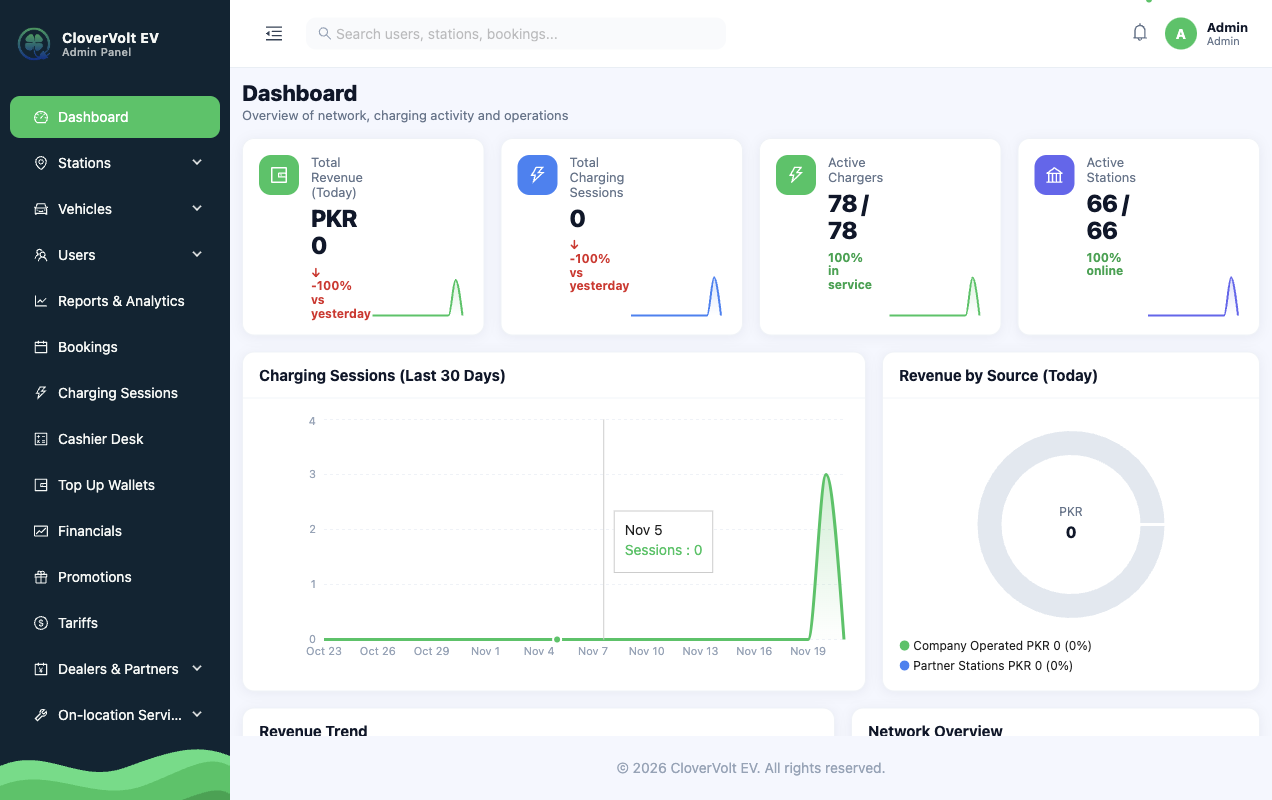 CloverVolt EV
Admin Panel
Dashboard
Stations
Vehicles
Users
Reports & Analytics
Bookings
Charging Sessions
Cashier Desk
Top Up Wallets
Financials
Promotions
Tariffs
Dealers & Partners
On-location Servi...
Search users, stations, bookings...
A
Admin
Admin
Dashboard
Overview of network, charging activity and operations
Total
Revenue
(Today)
PKR
0
↓
-100%
vs
yesterday
Total
Charging
Sessions
0
↓
-100%
vs
yesterday
Active
Chargers
78 /
78
100%
in
service
Active
Stations
66 /
66
100%
online
Charging Sessions (Last 30 Days)
4
3
2
1
0
Nov 5
Sessions : 0
Oct 23 Oct 26 Oct 29 Nov 1 Nov 4 Nov 7 Nov 10 Nov 13 Nov 16 Nov 19
Revenue by Source (Today)
PKR
0
Company Operated PKR 0 (0%)
Partner Stations PKR 0 (0%)
Revenue Trend
Network Overview
© 2026 CloverVolt EV. All rights reserved.